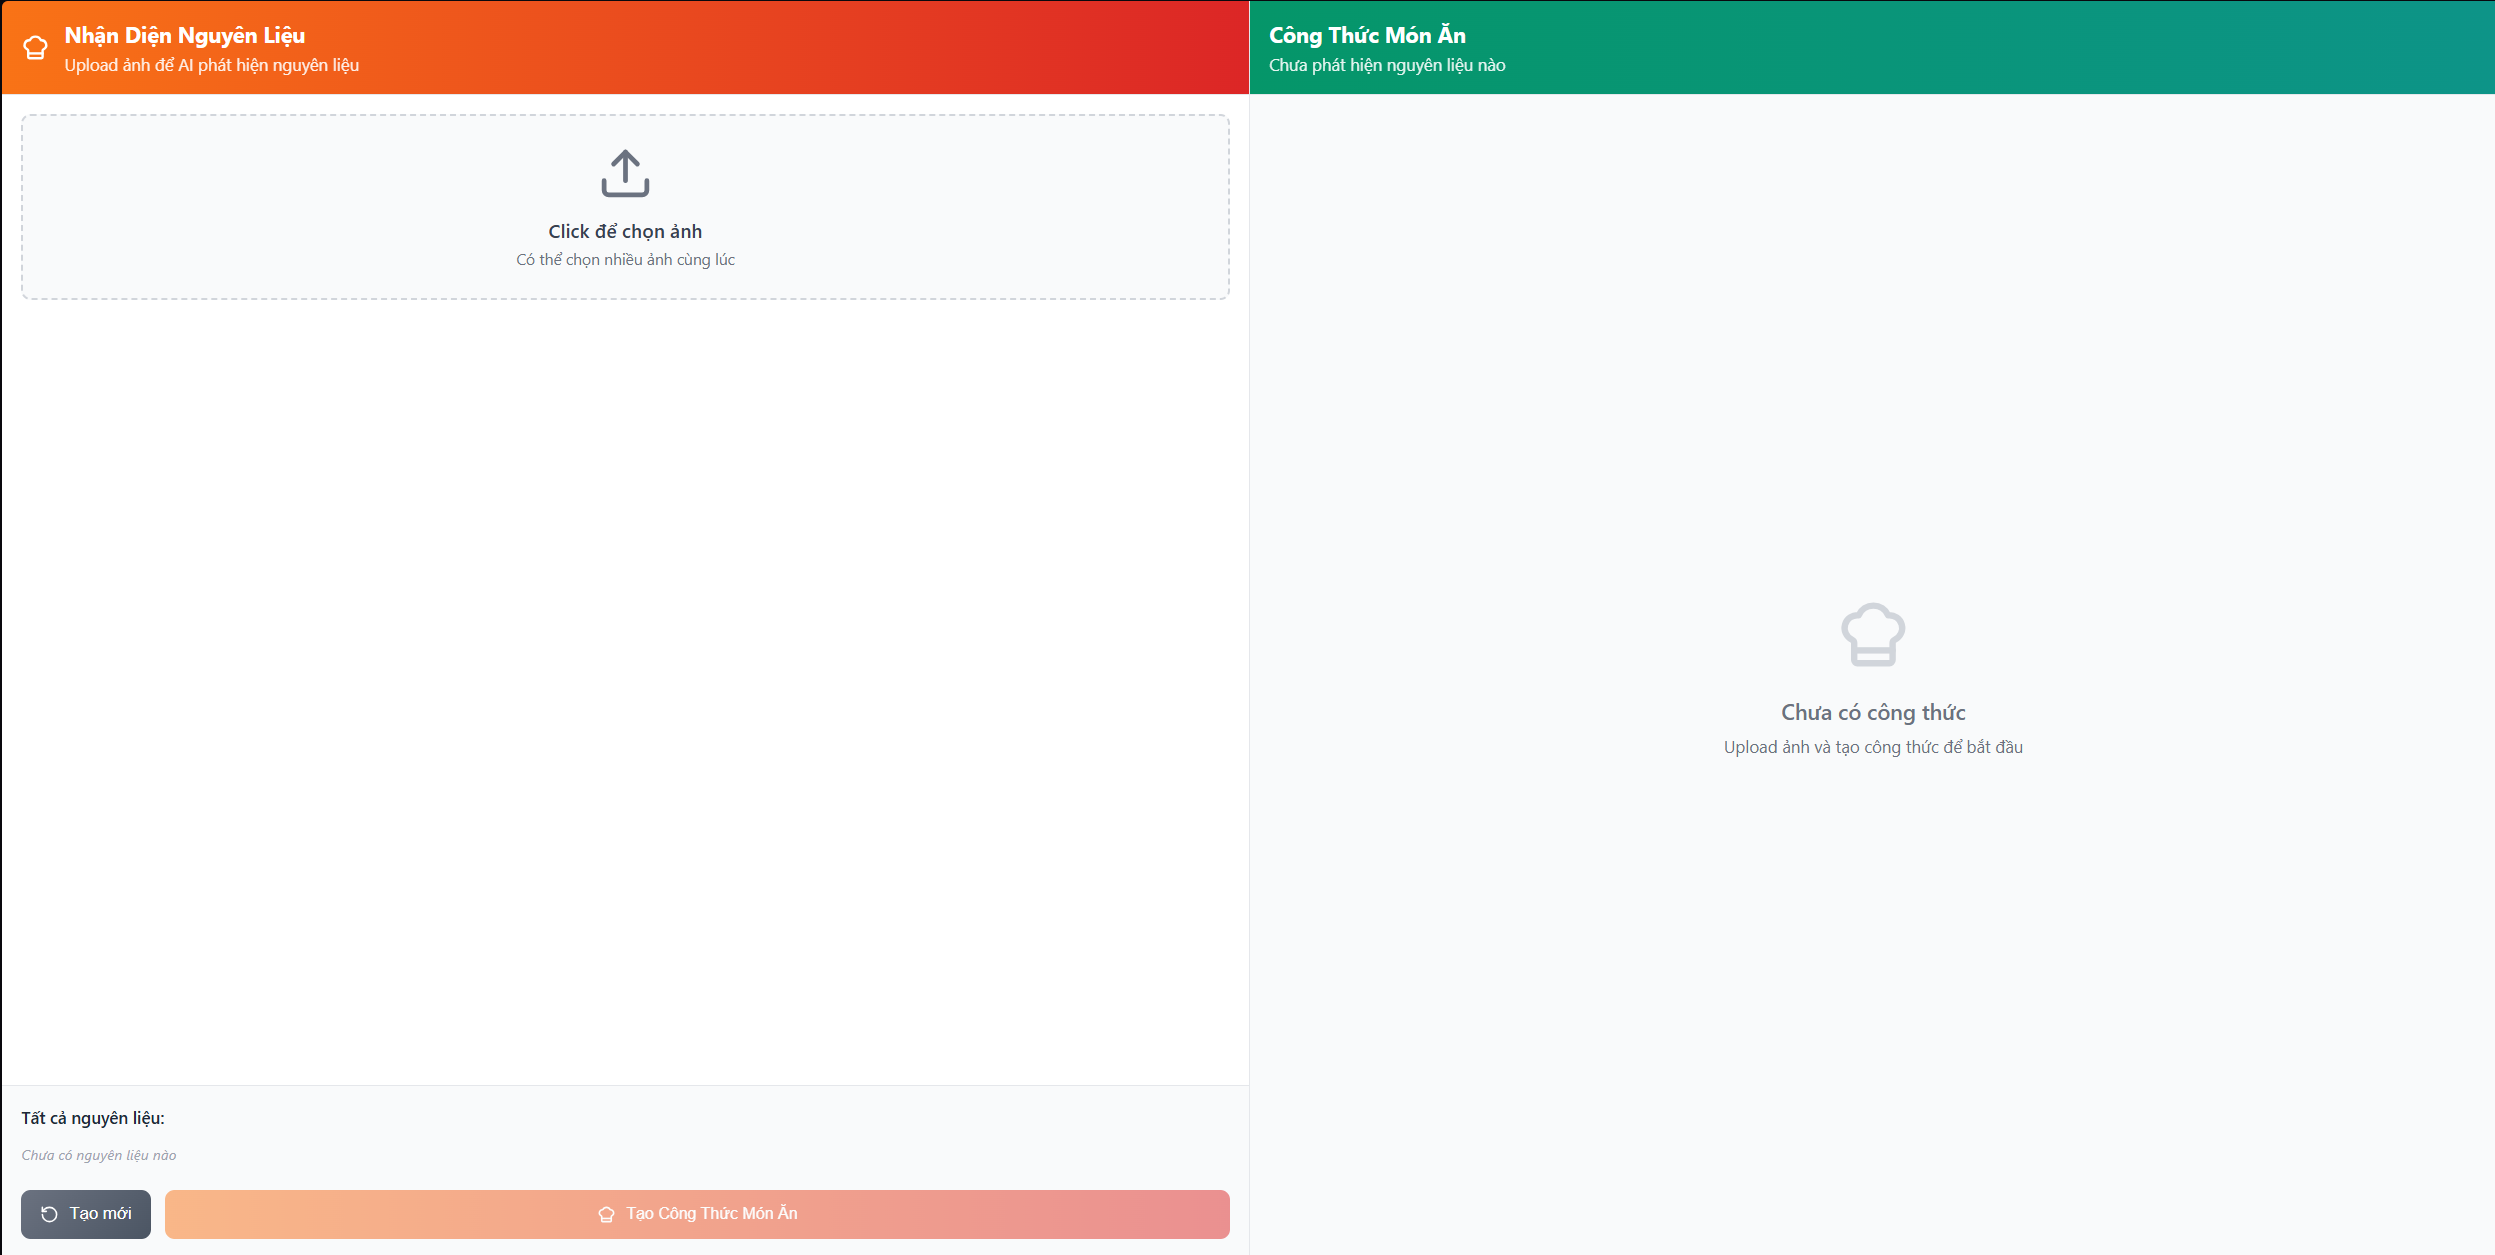 Nhận Diện Nguyên Liệu
Upload ảnh để AI phát hiện nguyên liệu
Click để chọn ảnh
Có thể chọn nhiều ảnh cùng lúc
Tất cả nguyên liệu:
Chưa có nguyên liệu nào
Tạo mới
Tạo Công Thức Món Ăn
Công Thức Món Ăn
Chưa phát hiện nguyên liệu nào
Chưa có công thức
Upload ảnh và tạo công thức để bắt đầu